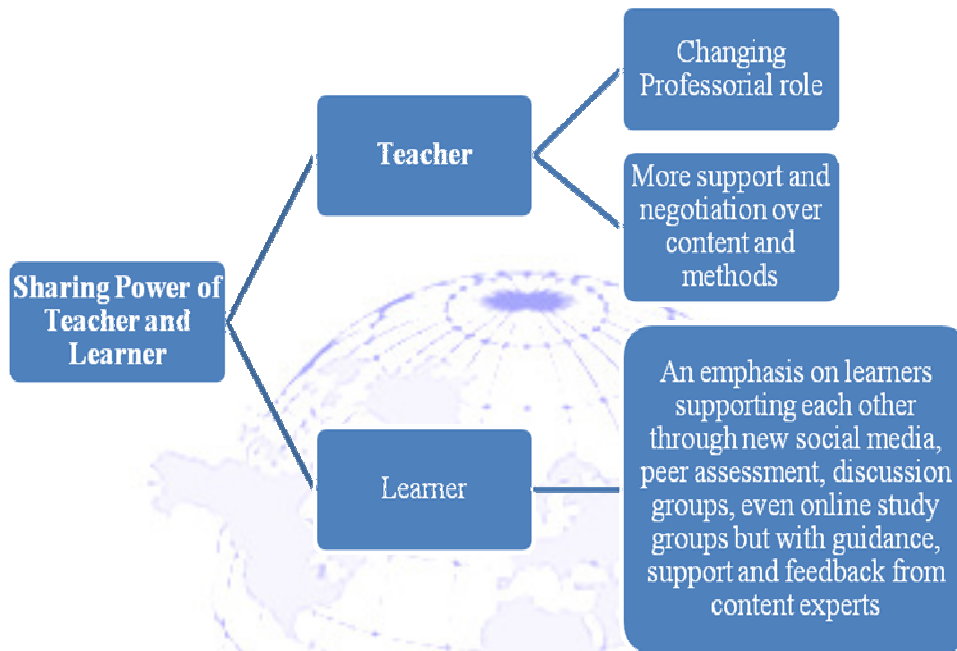 Changing
Professorial role
Teacher
More support and
negotiation over
content and
methods
Sharing Power of
Teacher and
Learner
An emphasis on learners
supporting each other
through new social media,
peer assessment, discussion
groups, even online study
groups but with guidance,
support and feedback from
content experts
Learner